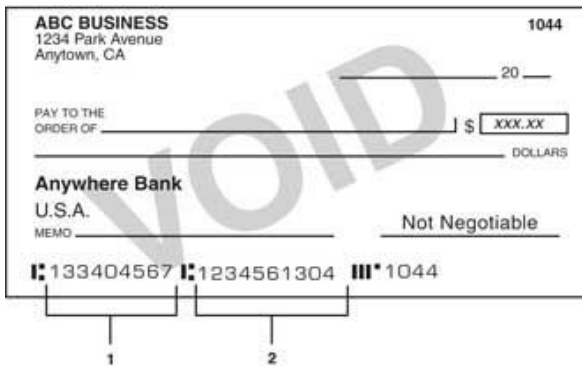 ABC BUSINESS
1234 Park Avenue
Anytown, CA
1044
20
PAY TO THE
ORDER OF
$ XXX.XX
DOLLARS
VOID
Anywhere Bank
U.S.A.
MEMO
Not Negotiable
⑆133404567⑆1234561304⑈1044
1 2